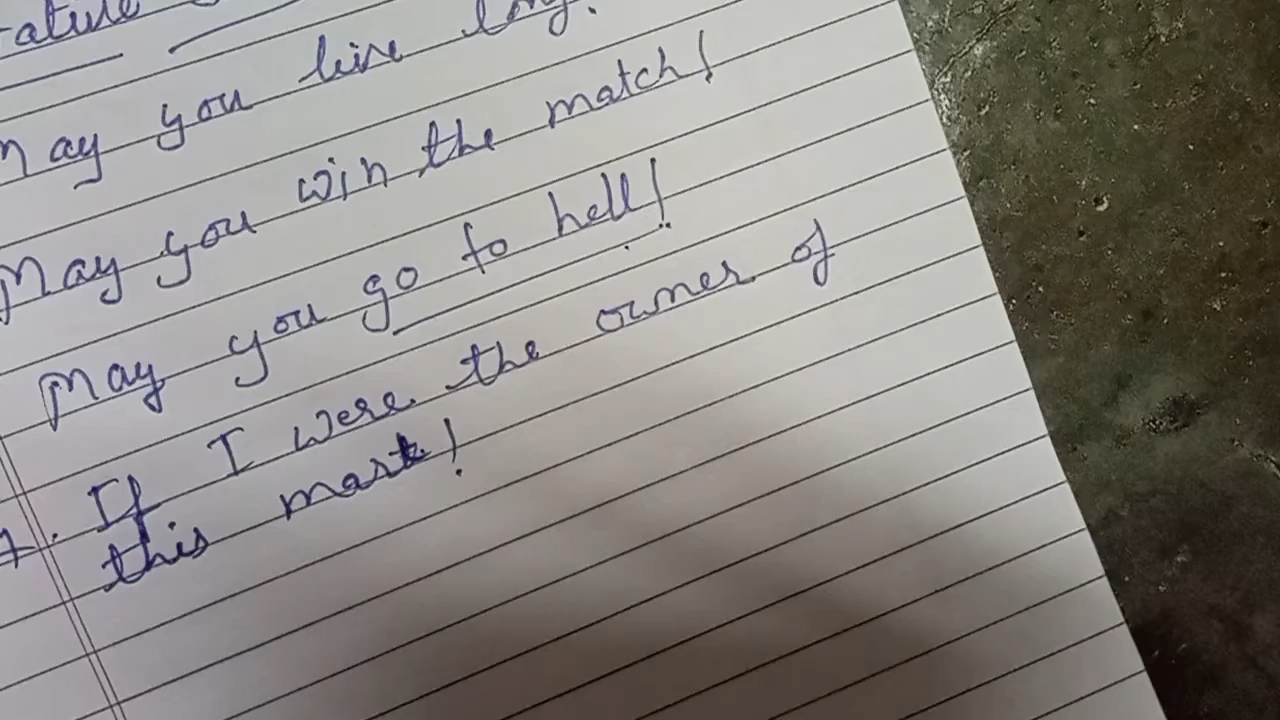 May you live long.
May you win the match!
May you go to hell!
7. If I were the owner of
this mart!